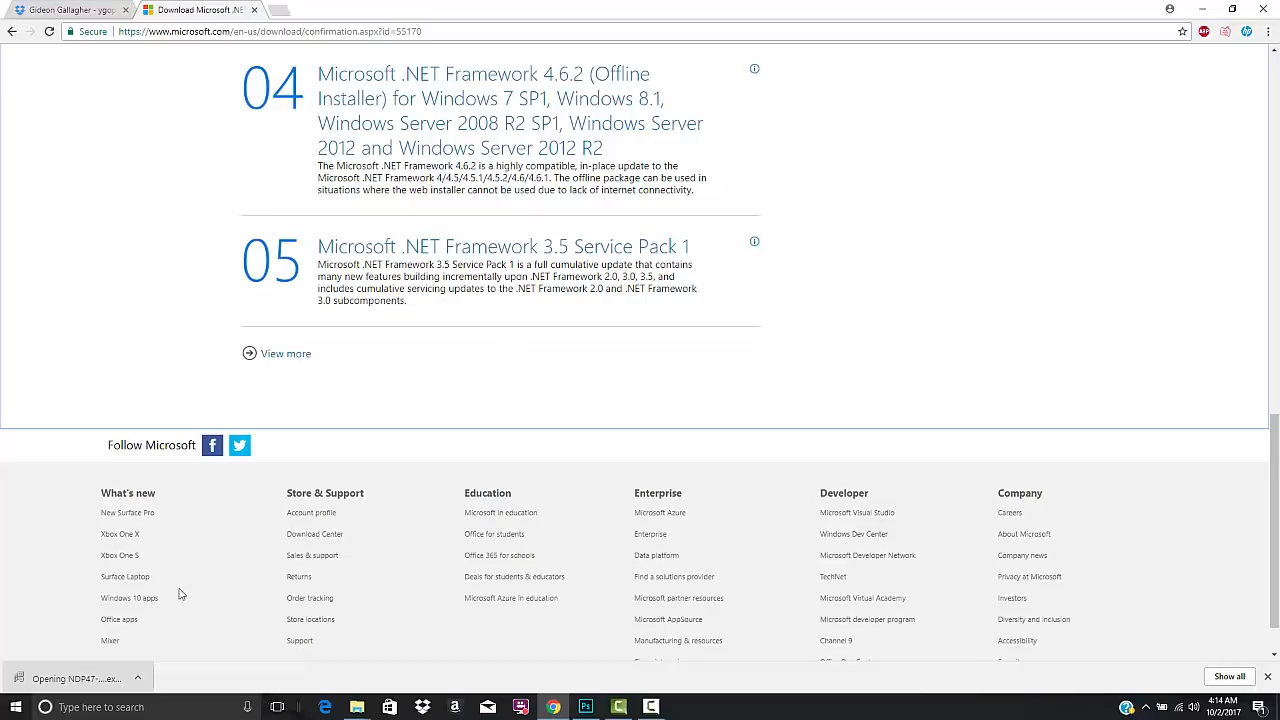 Gideon Gallagher - ygop
Download Microsoft .NE
Secure
https://www.microsoft.com/en-us/download/confirmation.aspx?id=55170
04
Microsoft .NET Framework 4.6.2 (Offline
Installer) for Windows 7 SP1, Windows 8.1,
Windows Server 2008 R2 SP1, Windows Server
2012 and Windows Server 2012 R2
The Microsoft .NET Framework 4.6.2 is a highly compatible, in-place update to the
Microsoft .NET Framework 4/4.5/4.5.1/4.5.2/4.6/4.6.1. The offline package can be used in
situations where the web installer cannot be used due to lack of internet connectivity.
05
Microsoft .NET Framework 3.5 Service Pack 1
Microsoft .NET Framework 3.5 Service Pack 1 is a full cumulative update that contains
many new features building incrementally upon .NET Framework 2.0, 3.0, 3.5, and
includes cumulative servicing updates to the .NET Framework 2.0 and .NET Framework
3.0 subcomponents.
View more
Follow Microsoft
What's new
New Surface Pro
Xbox One X
Xbox One S
Surface Laptop
Windows 10 apps
Office apps
Mixer
Store & Support
Account profile
Download Center
Sales & support
Returns
Order tracking
Store locations
Support
Education
Microsoft in education
Office for students
Office 365 for schools
Deals for students & educators
Microsoft Azure in education
Enterprise
Microsoft Azure
Enterprise
Data platform
Find a solutions provider
Microsoft partner resources
Microsoft AppSource
Manufacturing & resources
Developer
Microsoft Visual Studio
Windows Dev Center
Microsoft Developer Network
TechNet
Microsoft Virtual Academy
Microsoft developer program
Channel 9
Company
Careers
About Microsoft
Company news
Privacy at Microsoft
Investors
Diversity and inclusion
Accessibility
Opening NDP47-....ex...
Show all
Type here to search
4:14 AM
10/2/2017